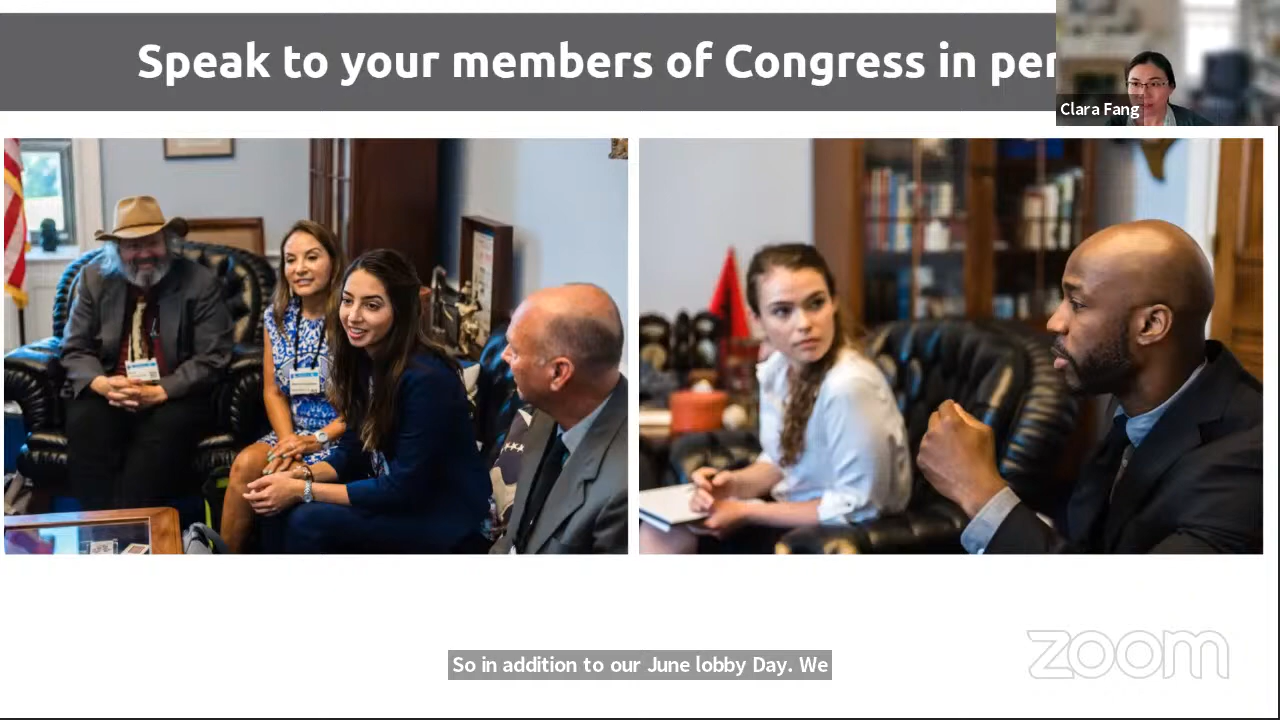 Speak to your members of Congress in per
Clara Fang
So in addition to our June lobby Day. We
zoom